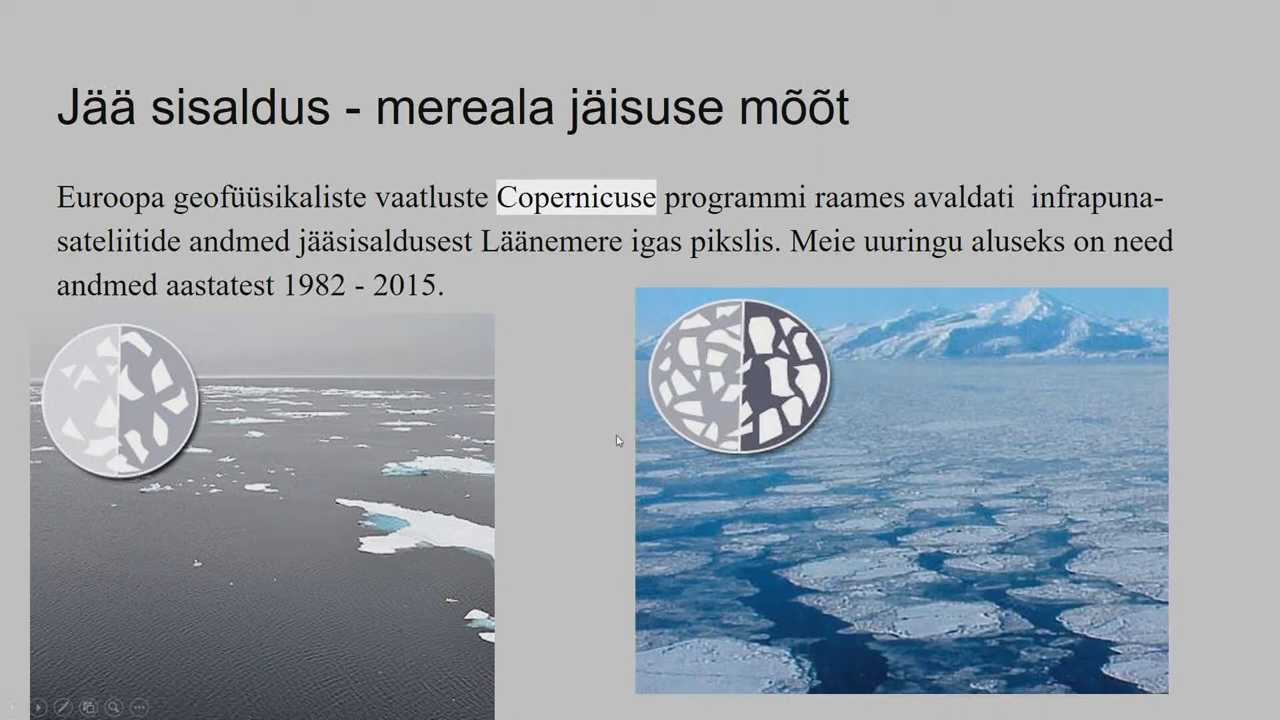 Jää sisaldus - mereala jäisuse mõõt
Euroopa geofüüsikaliste vaatluste Copernicuse programmi raames avaldati infrapuna-
sateliitide andmed jääsisaldusest Läänemere igas pikslis. Meie uuringu aluseks on need
andmed aastatest 1982 - 2015.